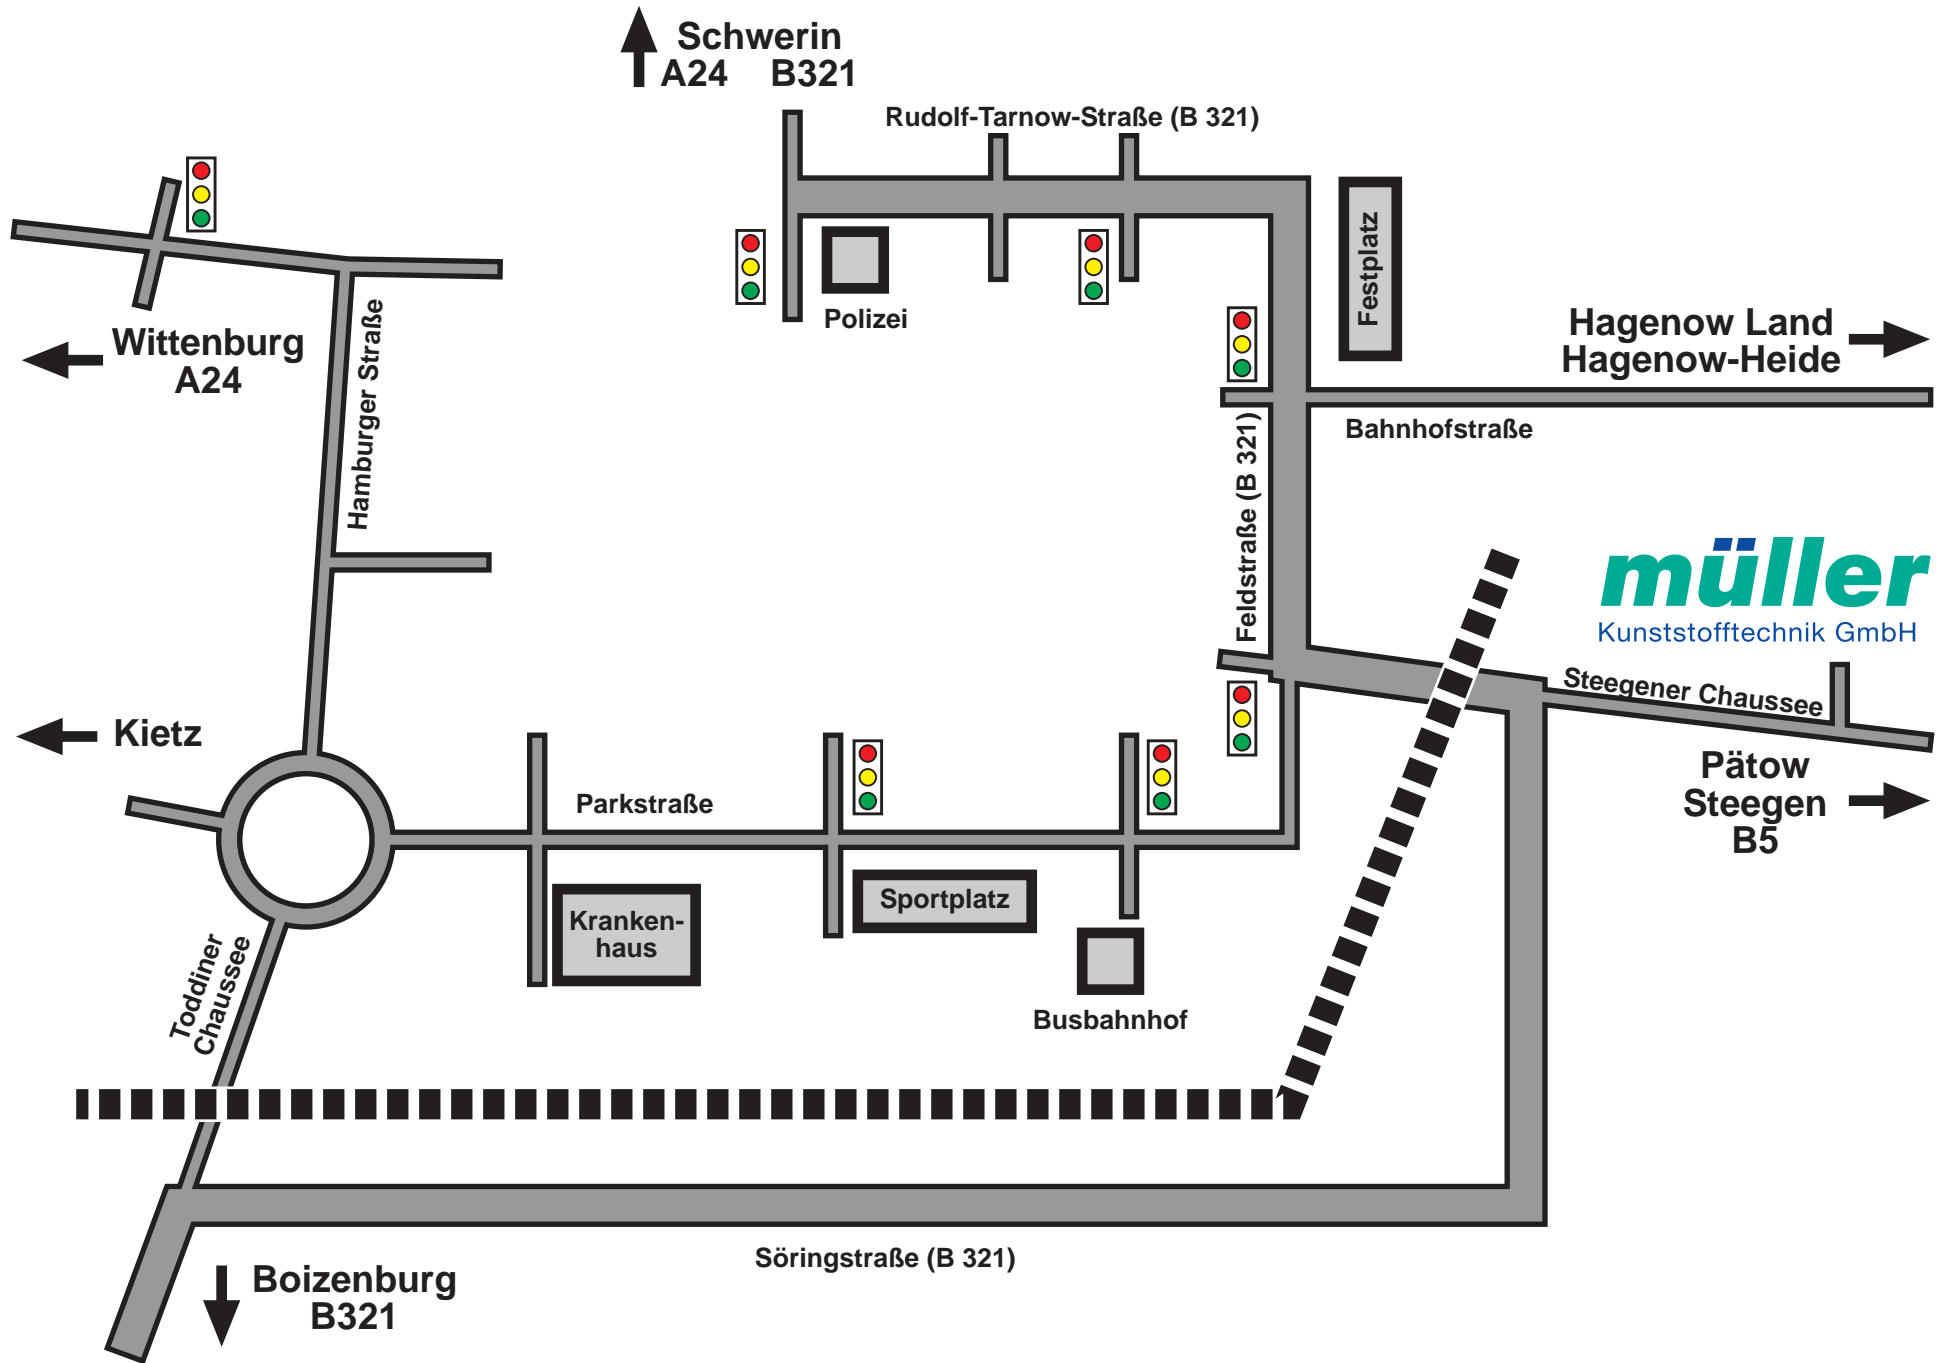 Schwerin
A24 B321
Rudolf-Tarnow-Straße (B 321)
Festplatz
Polizei
Wittenburg
A24
Hamburger Straße
Hagenow Land
Hagenow-Heide
Bahnhofstraße
Feldstraße (B 321)
müller
Kunststofftechnik GmbH
Steegener Chaussee
Kietz
Pätow
Steegen
B5
Parkstraße
Kranken-
haus
Sportplatz
Busbahnhof
Toddiner
Chaussee
Söringstraße (B 321)
Boizenburg
B321